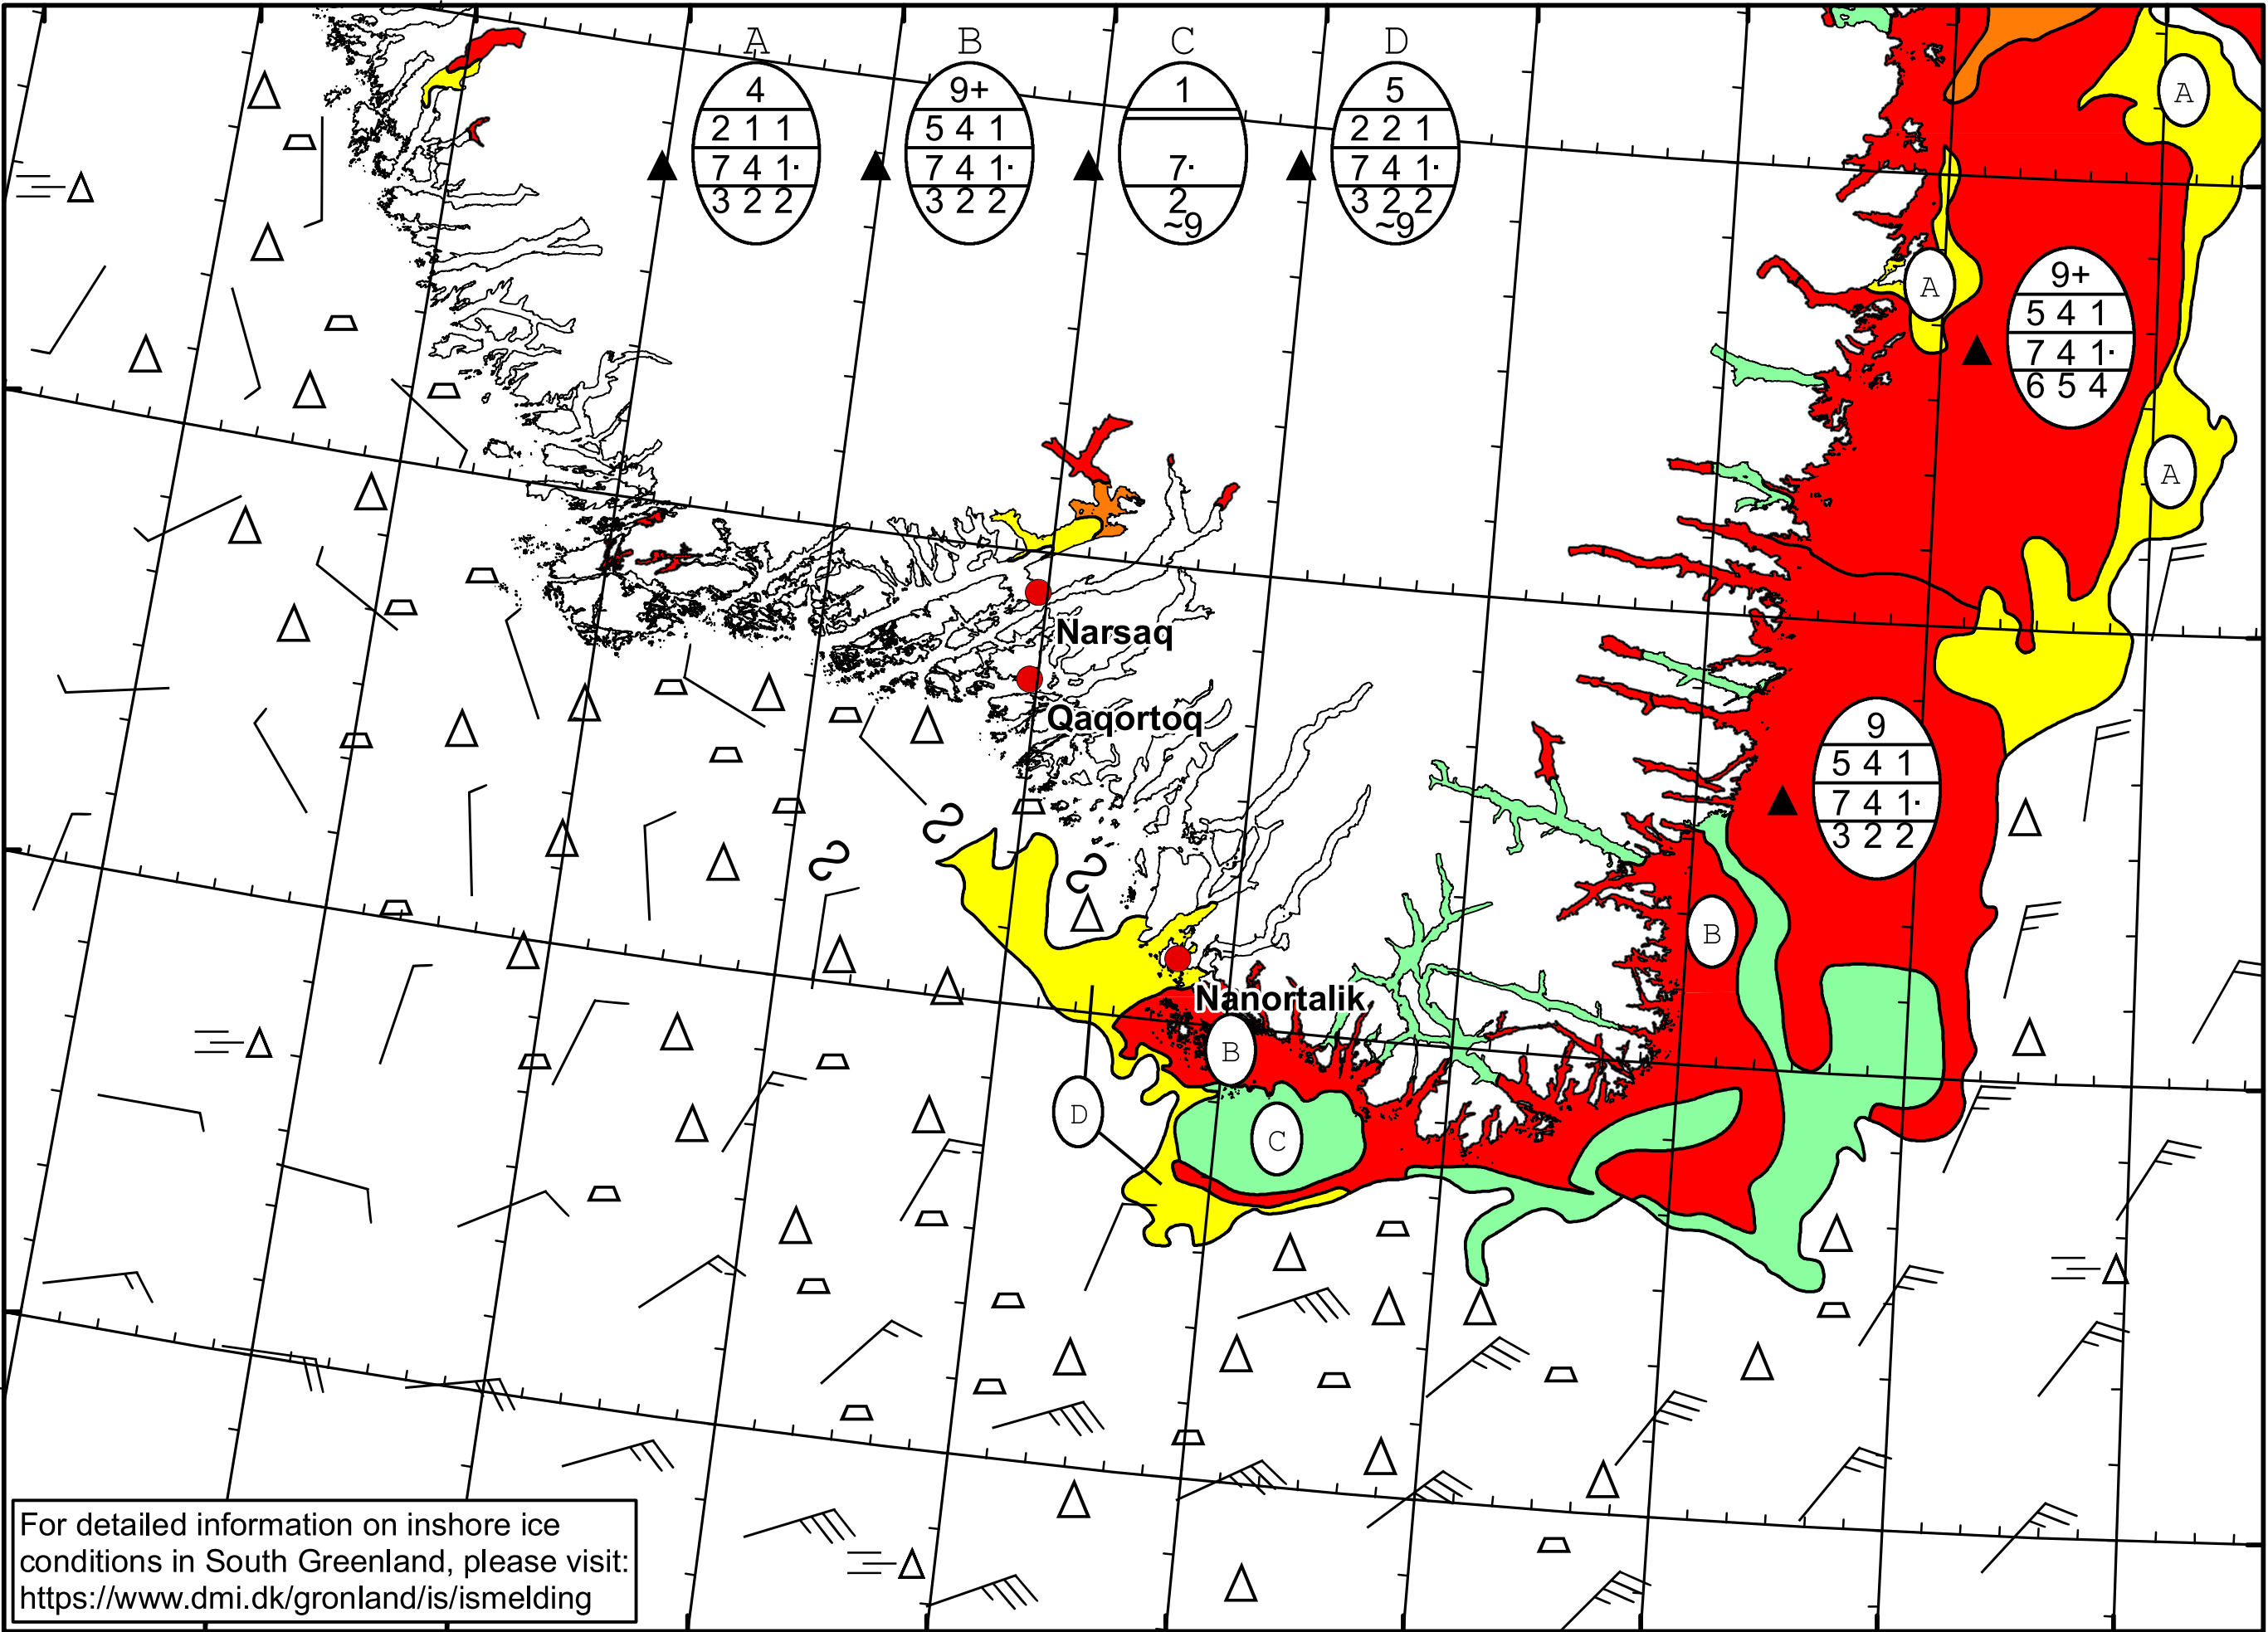 A B C D
4
2 1 1
7 4 1·
3 2 2
9+
5 4 1
7 4 1·
3 2 2
1
7·
2
~9
5
2 2 1
7 4 1·
3 2 2
~9
A
A
9+
5 4 1
7 4 1·
6 5 4
A
Narsaq
Qaqortoq
9
5 4 1
7 4 1·
3 2 2
B
Nanortalik
B
D
C
For detailed information on inshore ice
conditions in South Greenland, please visit:
https://www.dmi.dk/gronland/is/ismelding